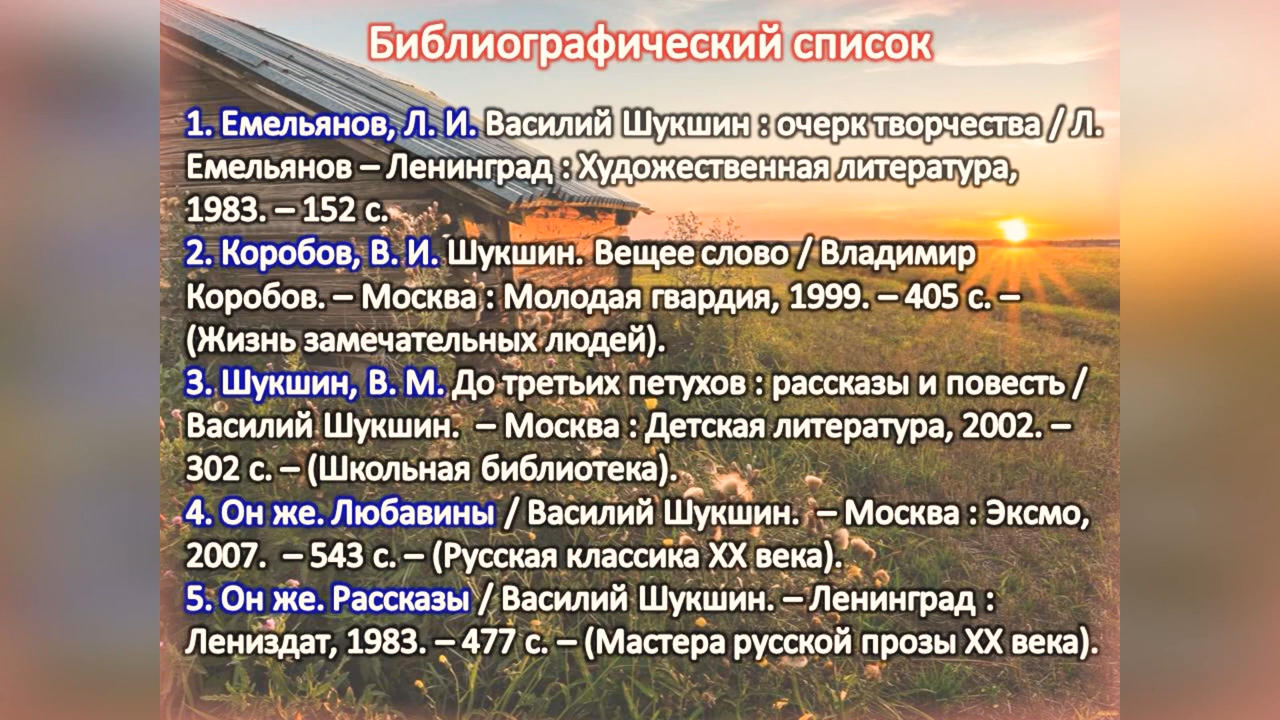 Библиографический список
1. Емельянов, Л. И. Василий Шукшин : очерк творчества / Л.
Емельянов – Ленинград : Художественная литература,
1983. – 152 с.
2. Коробов, В. И. Шукшин. Вещее слово / Владимир
Коробов. – Москва : Молодая гвардия, 1999. – 405 с. –
(Жизнь замечательных людей).
3. Шукшин, В. М. До третьих петухов : рассказы и повесть /
Василий Шукшин. – Москва : Детская литература, 2002. –
302 с. – (Школьная библиотека).
4. Он же. Любавины / Василий Шукшин. – Москва : Эксмо,
2007. – 543 с. – (Русская классика XX века).
5. Он же. Рассказы / Василий Шукшин. – Ленинград :
Лениздат, 1983. – 477 с. – (Мастера русской прозы XX века).